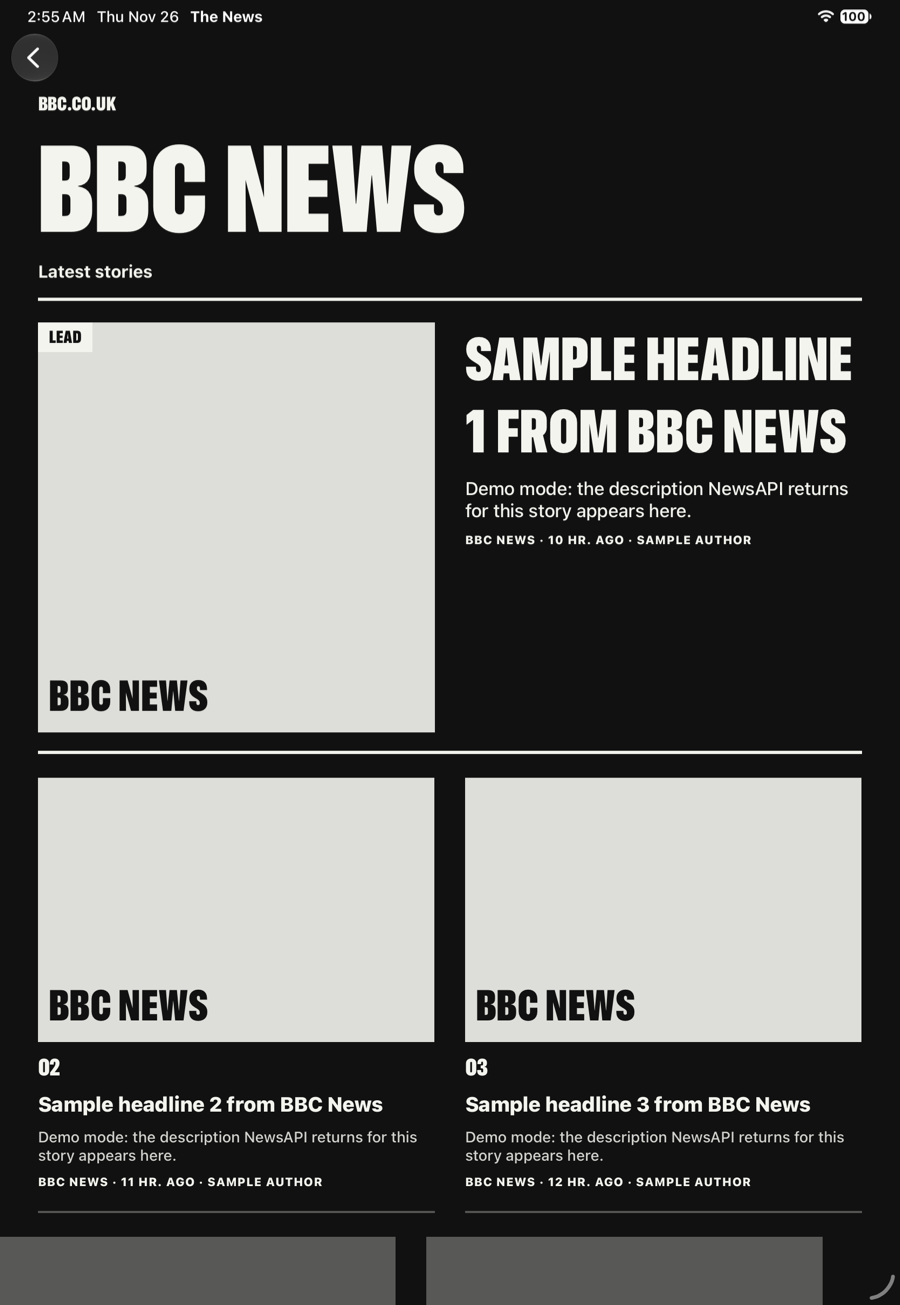 2:55 AM Thu Nov 26 The News
100
BBC.CO.UK
BBC NEWS
Latest stories
LEAD
BBC NEWS
SAMPLE HEADLINE
1 FROM BBC NEWS
Demo mode: the description NewsAPI returns
for this story appears here.
BBC NEWS · 10 HR. AGO · SAMPLE AUTHOR
BBC NEWS
02
Sample headline 2 from BBC News
Demo mode: the description NewsAPI returns for this
story appears here.
BBC NEWS · 11 HR. AGO · SAMPLE AUTHOR
BBC NEWS
03
Sample headline 3 from BBC News
Demo mode: the description NewsAPI returns for this
story appears here.
BBC NEWS · 12 HR. AGO · SAMPLE AUTHOR